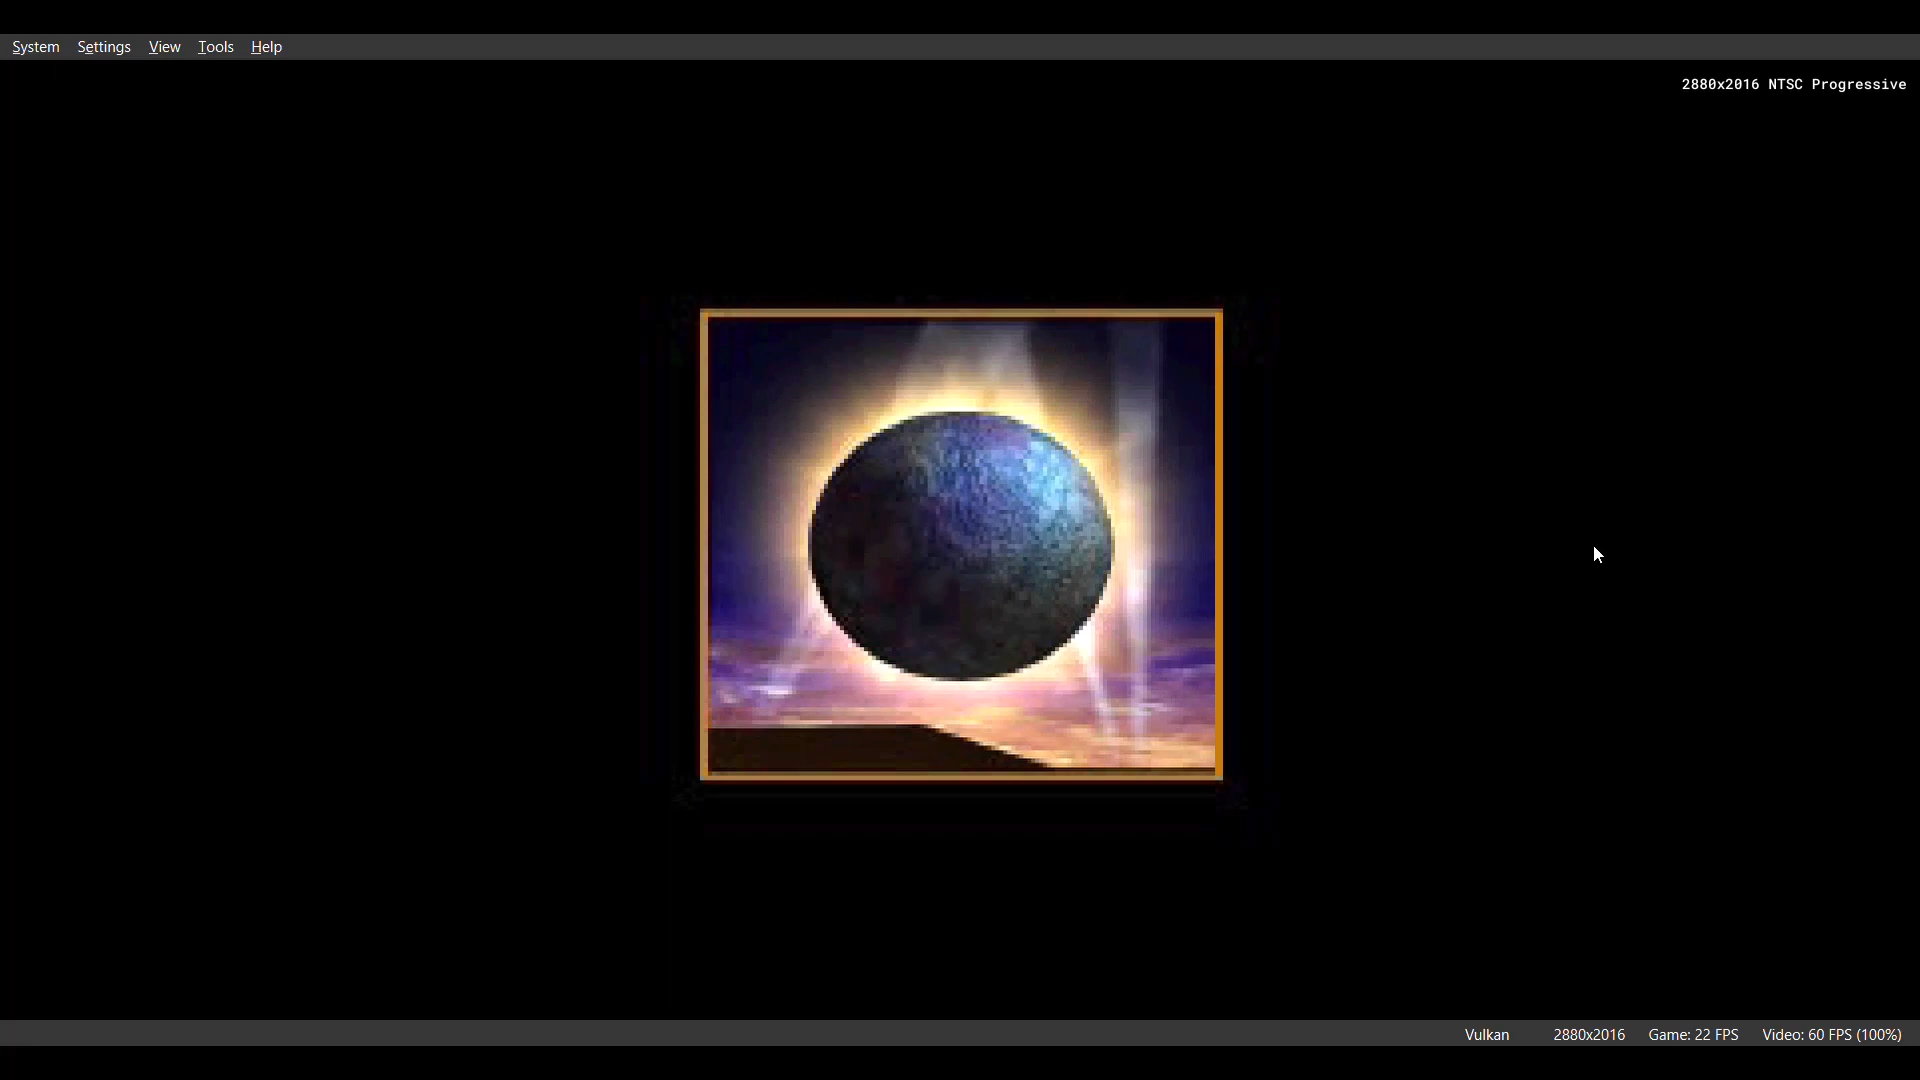 System Settings View Tools Help
2880x2016 NTSC Progressive
Vulkan 2880x2016 Game: 22 FPS Video: 60 FPS (100%)